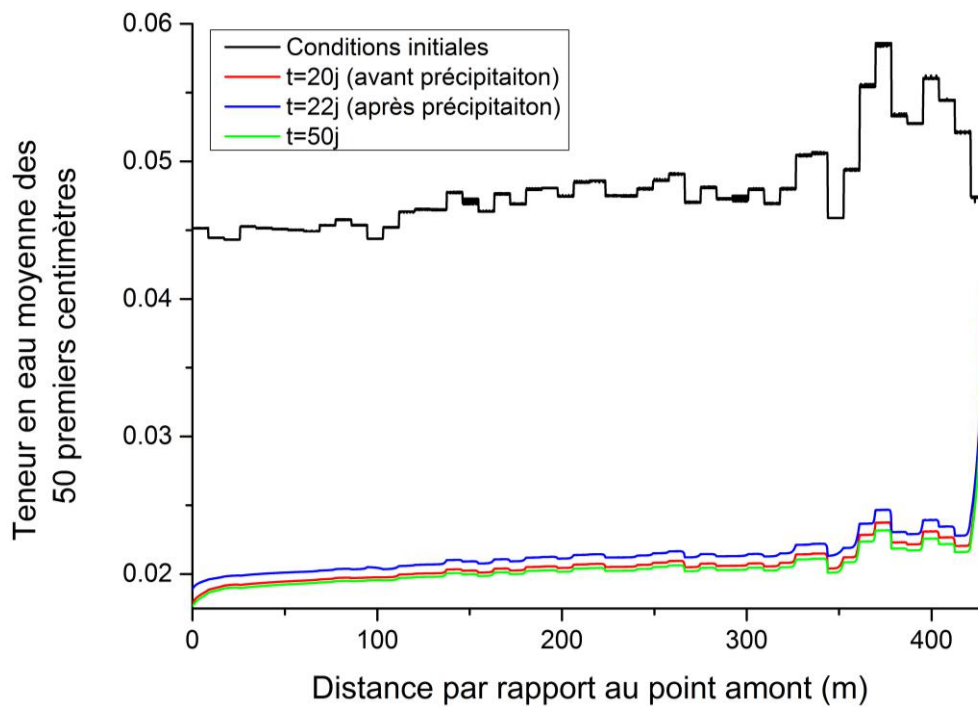 0.06
Conditions initiales
t=20j (avant précipitaiton)
t=22j (après précipitaiton)
t=50j
0.05
0.04
0.03
0.02
Teneur en eau moyenne des
50 premiers centimètres
0 100 200 300 400
Distance par rapport au point amont (m)